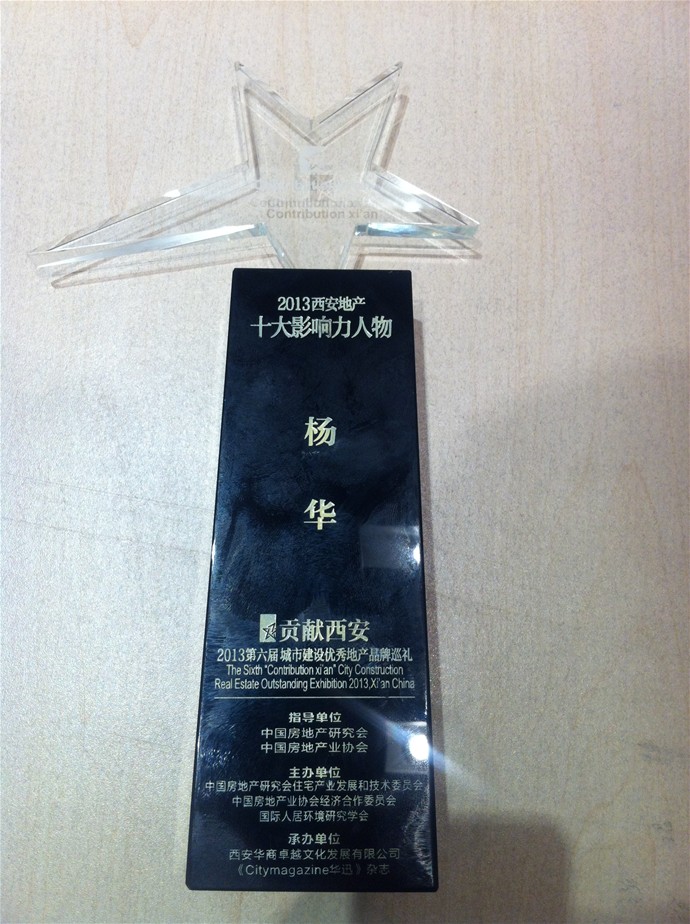 Contribution xi'an
2013西安地产
十大影响力人物
杨
华
贡献西安
2013第六届 城市建设优秀地产品牌巡礼
The Sixth "Contribution xi'an" City Construction
Real Estate Outstanding Exhibition 2013,Xi'an China
指导单位
中国房地产研究会
中国房地产业协会
主办单位
中国房地产研究会住宅产业发展和技术委员会
中国房地产业协会经济合作委员会
国际人居环境研究学会
承办单位
西安华商卓越文化发展有限公司
《Citymagazine华迅》杂志